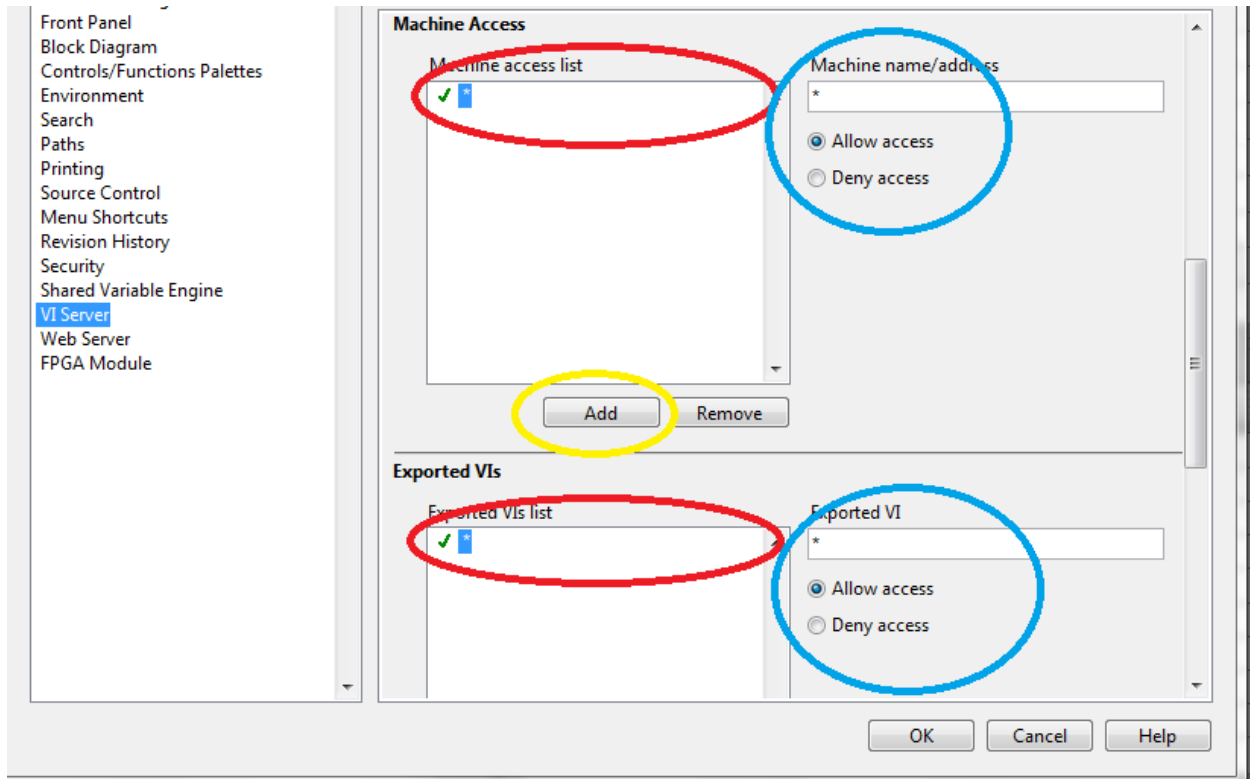 Front Panel
Block Diagram
Controls/Functions Palettes
Environment
Search
Paths
Printing
Source Control
Menu Shortcuts
Revision History
Security
Shared Variable Engine
VI Server
Web Server
FPGA Module
Machine Access
Machine access list
*
Machine name/address
*
Allow access
Deny access
Add
Remove
Exported VIs
Exported VIs list
*
Exported VI
*
Allow access
Deny access
OK
Cancel
Help